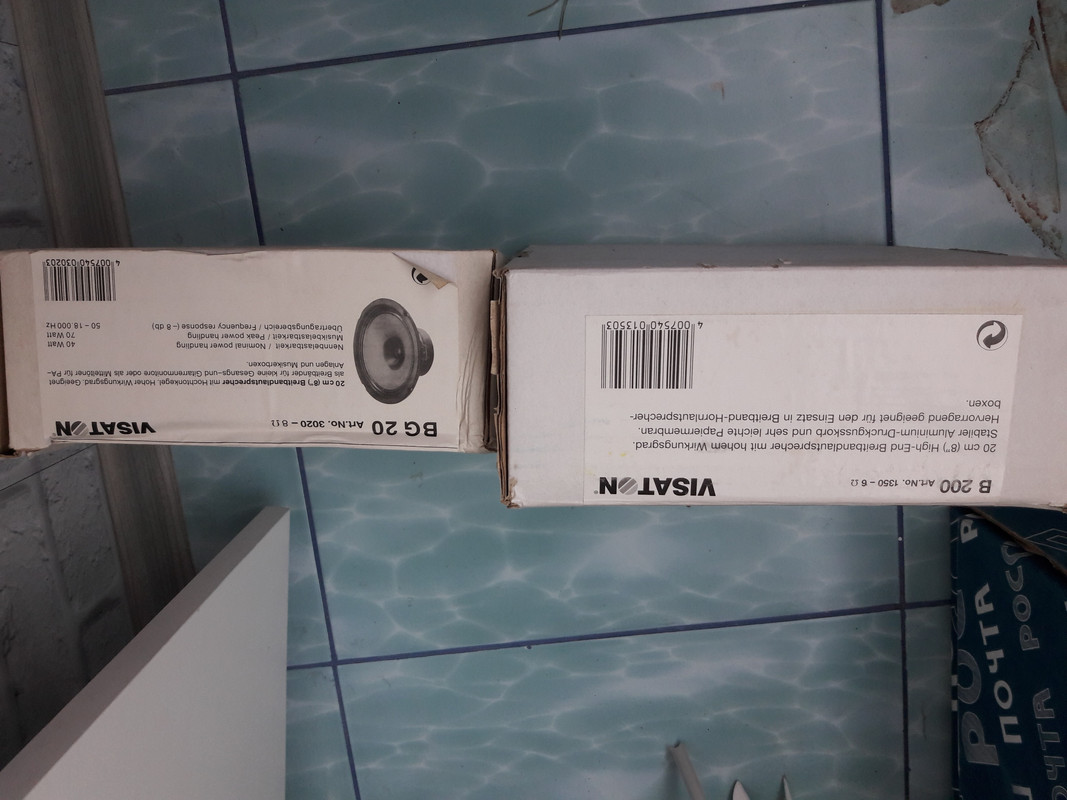 BG 20 Art.No. 3020 – 8 Ω
VISATON
20 cm (8") Breitbandlautsprecher mit Hochtonkegel. Hoher Wirkungsgrad. Geeignet
als Breitbänder für kleine Gesangs–und–Gitarrenmonitore oder als Mitteltöner für PA–
Anlagen und Musikerboxen.
Nennbelastbarkeit / Nominal power handling 40 Watt
Musikbelastbarkeit / Peak power handling 70 Watt
Übertragungsbereich / Frequency response (– 8 db) 50 – 18.000 Hz
4 007540 030203
B 200 Art.No. 1350 – 6 Ω
VISATON®
20 cm (8") High-End Breitbandlautsprecher mit hohem Wirkungsgrad.
Stabiler Aluminium-Druckgusskorb und sehr leichte Papiermembran.
Hervorragend geeignet für den Einsatz in Breitband-Hornlautsprecher-
boxen.
4 007540 013503
ПОЧТА